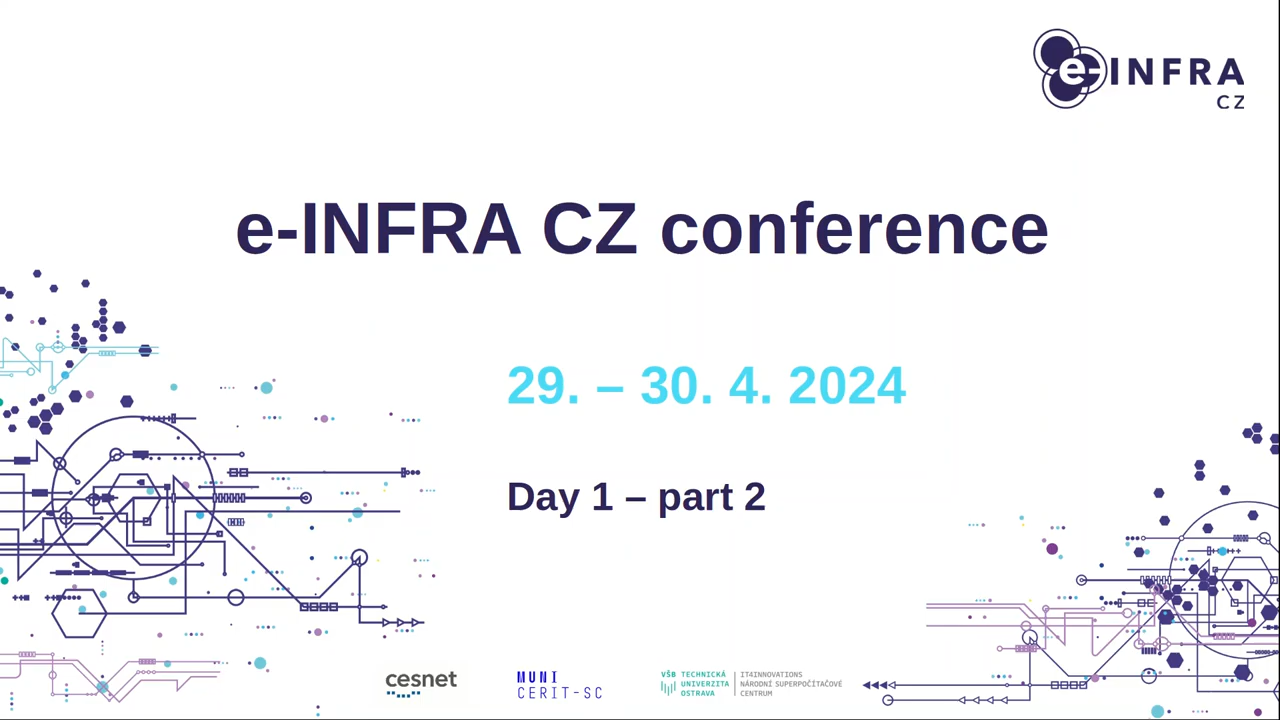 e-INFRA
CZ
e-INFRA CZ conference
29. – 30. 4. 2024
Day 1 – part 2
cesnet
MUNI
CERIT-SC
VŠB TECHNICKÁ
UNIVERZITA
OSTRAVA
IT4INNOVATIONS
NÁRODNÍ SUPERPOČÍTAČOVÉ
CENTRUM